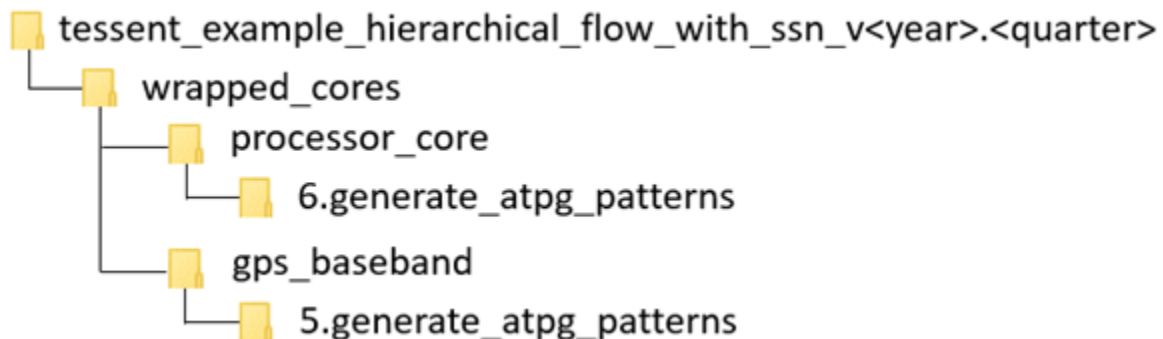 tessent_example_hierarchical_flow_with_ssn_v<year>.<quarter>
wrapped_cores
processor_core
6.generate_atpg_patterns
gps_baseband
5.generate_atpg_patterns